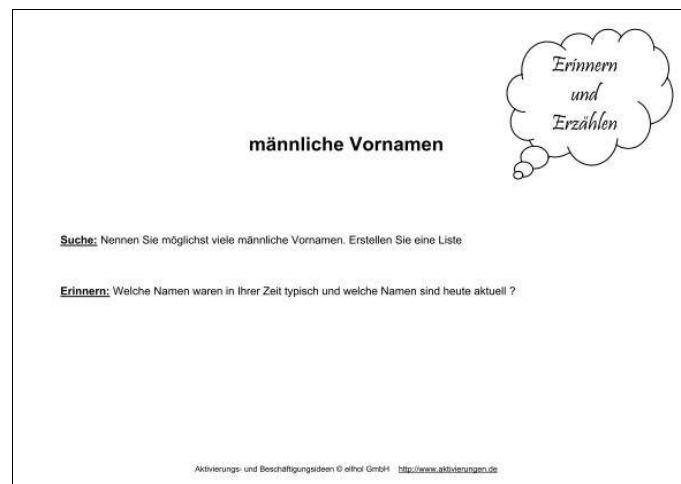 Erinnern
und
Erzählen
männliche Vornamen
Suche: Nennen Sie möglichst viele männliche Vornamen. Erstellen Sie eine Liste
Erinnern: Welche Namen waren in Ihrer Zeit typisch und welche Namen sind heute aktuell ?
Aktivierungs- und Beschäftigungsideen © elfhol GmbH http://www.aktivierungen.de